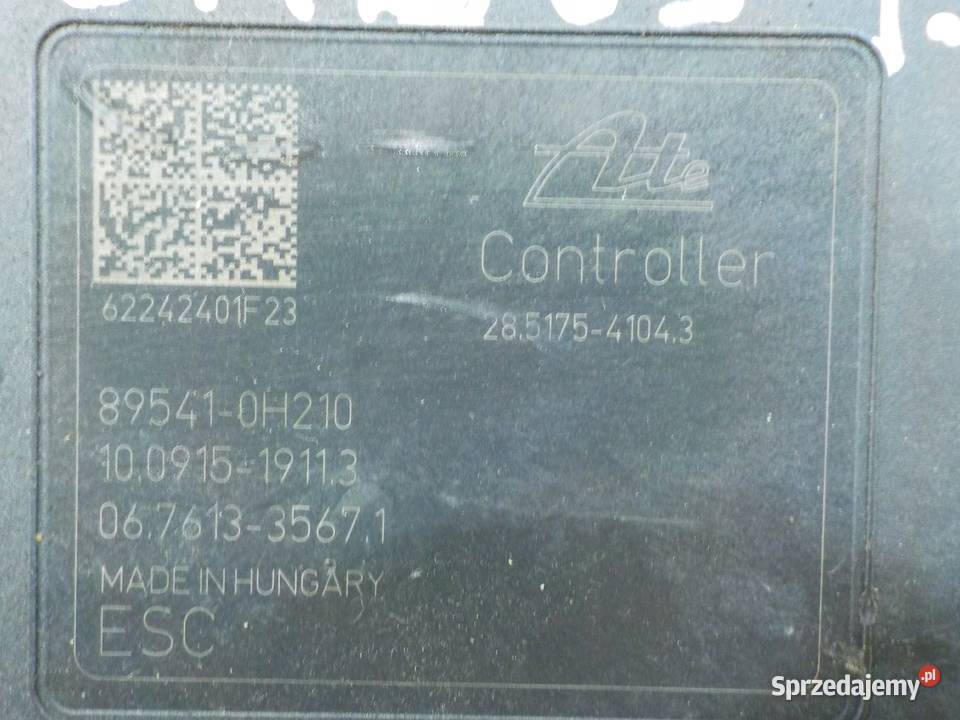 Ate
Controller
62242401F23
28.5175-4104.3
89541-0H210
10.0915-1911.3
06.7613-3567.1
MADE IN HUNGARY
ESC
Sprzedajemy.pl